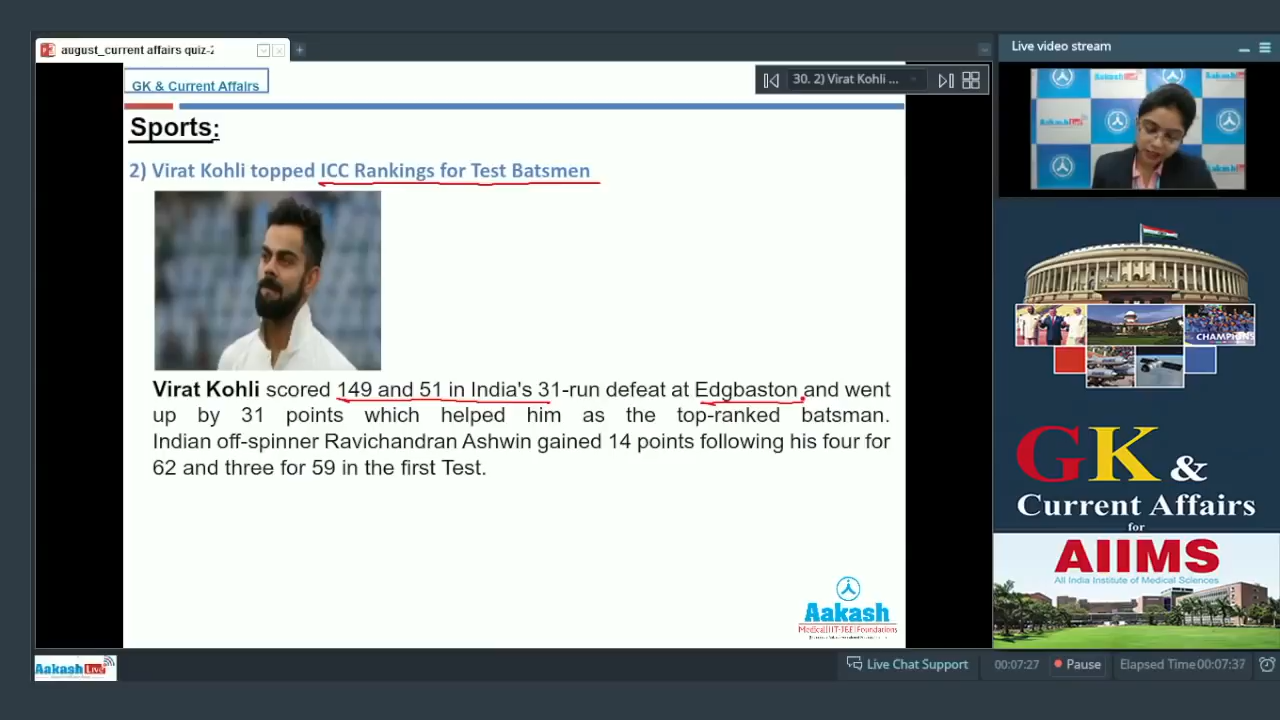 august_current affairs quiz-2
Live video stream
GK & Current Affairs
30. 2) Virat Kohli ...
Sports:
2) Virat Kohli topped ICC Rankings for Test Batsmen
Virat Kohli scored 149 and 51 in India's 31-run defeat at Edgbaston and went
up by 31 points which helped him as the top-ranked batsman.
Indian off-spinner Ravichandran Ashwin gained 14 points following his four for
62 and three for 59 in the first Test.
Aakash
Medical|IIT-JEE|Foundations
CHAMPIONS
GK &
Current Affairs
for
AIIMS
All India Institute of Medical Sciences
Aakash Live
Live Chat Support
00:07:27
Pause
Elapsed Time 00:07:37